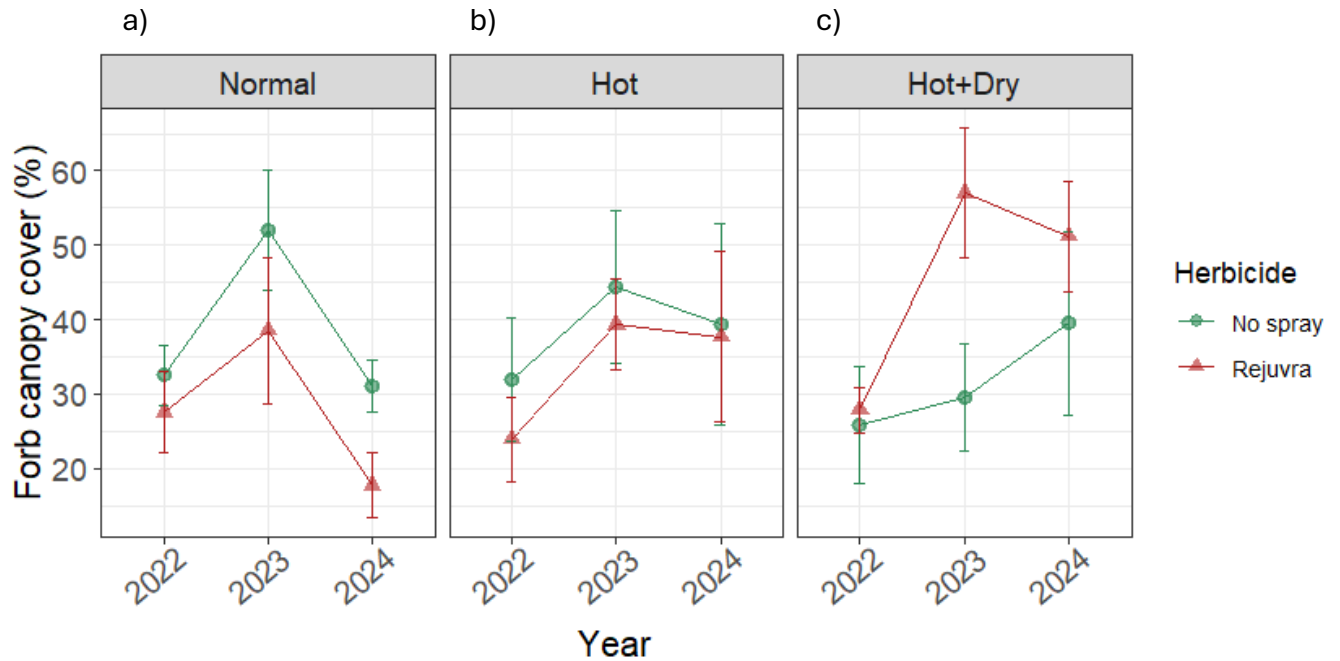 a) b) c)
Normal Hot Hot+Dry
Forb canopy cover (%)
60
50
40
30
20
2022 2023 2024 2022 2023 2024 2022 2023 2024
Year
Herbicide
No spray
Rejuvra